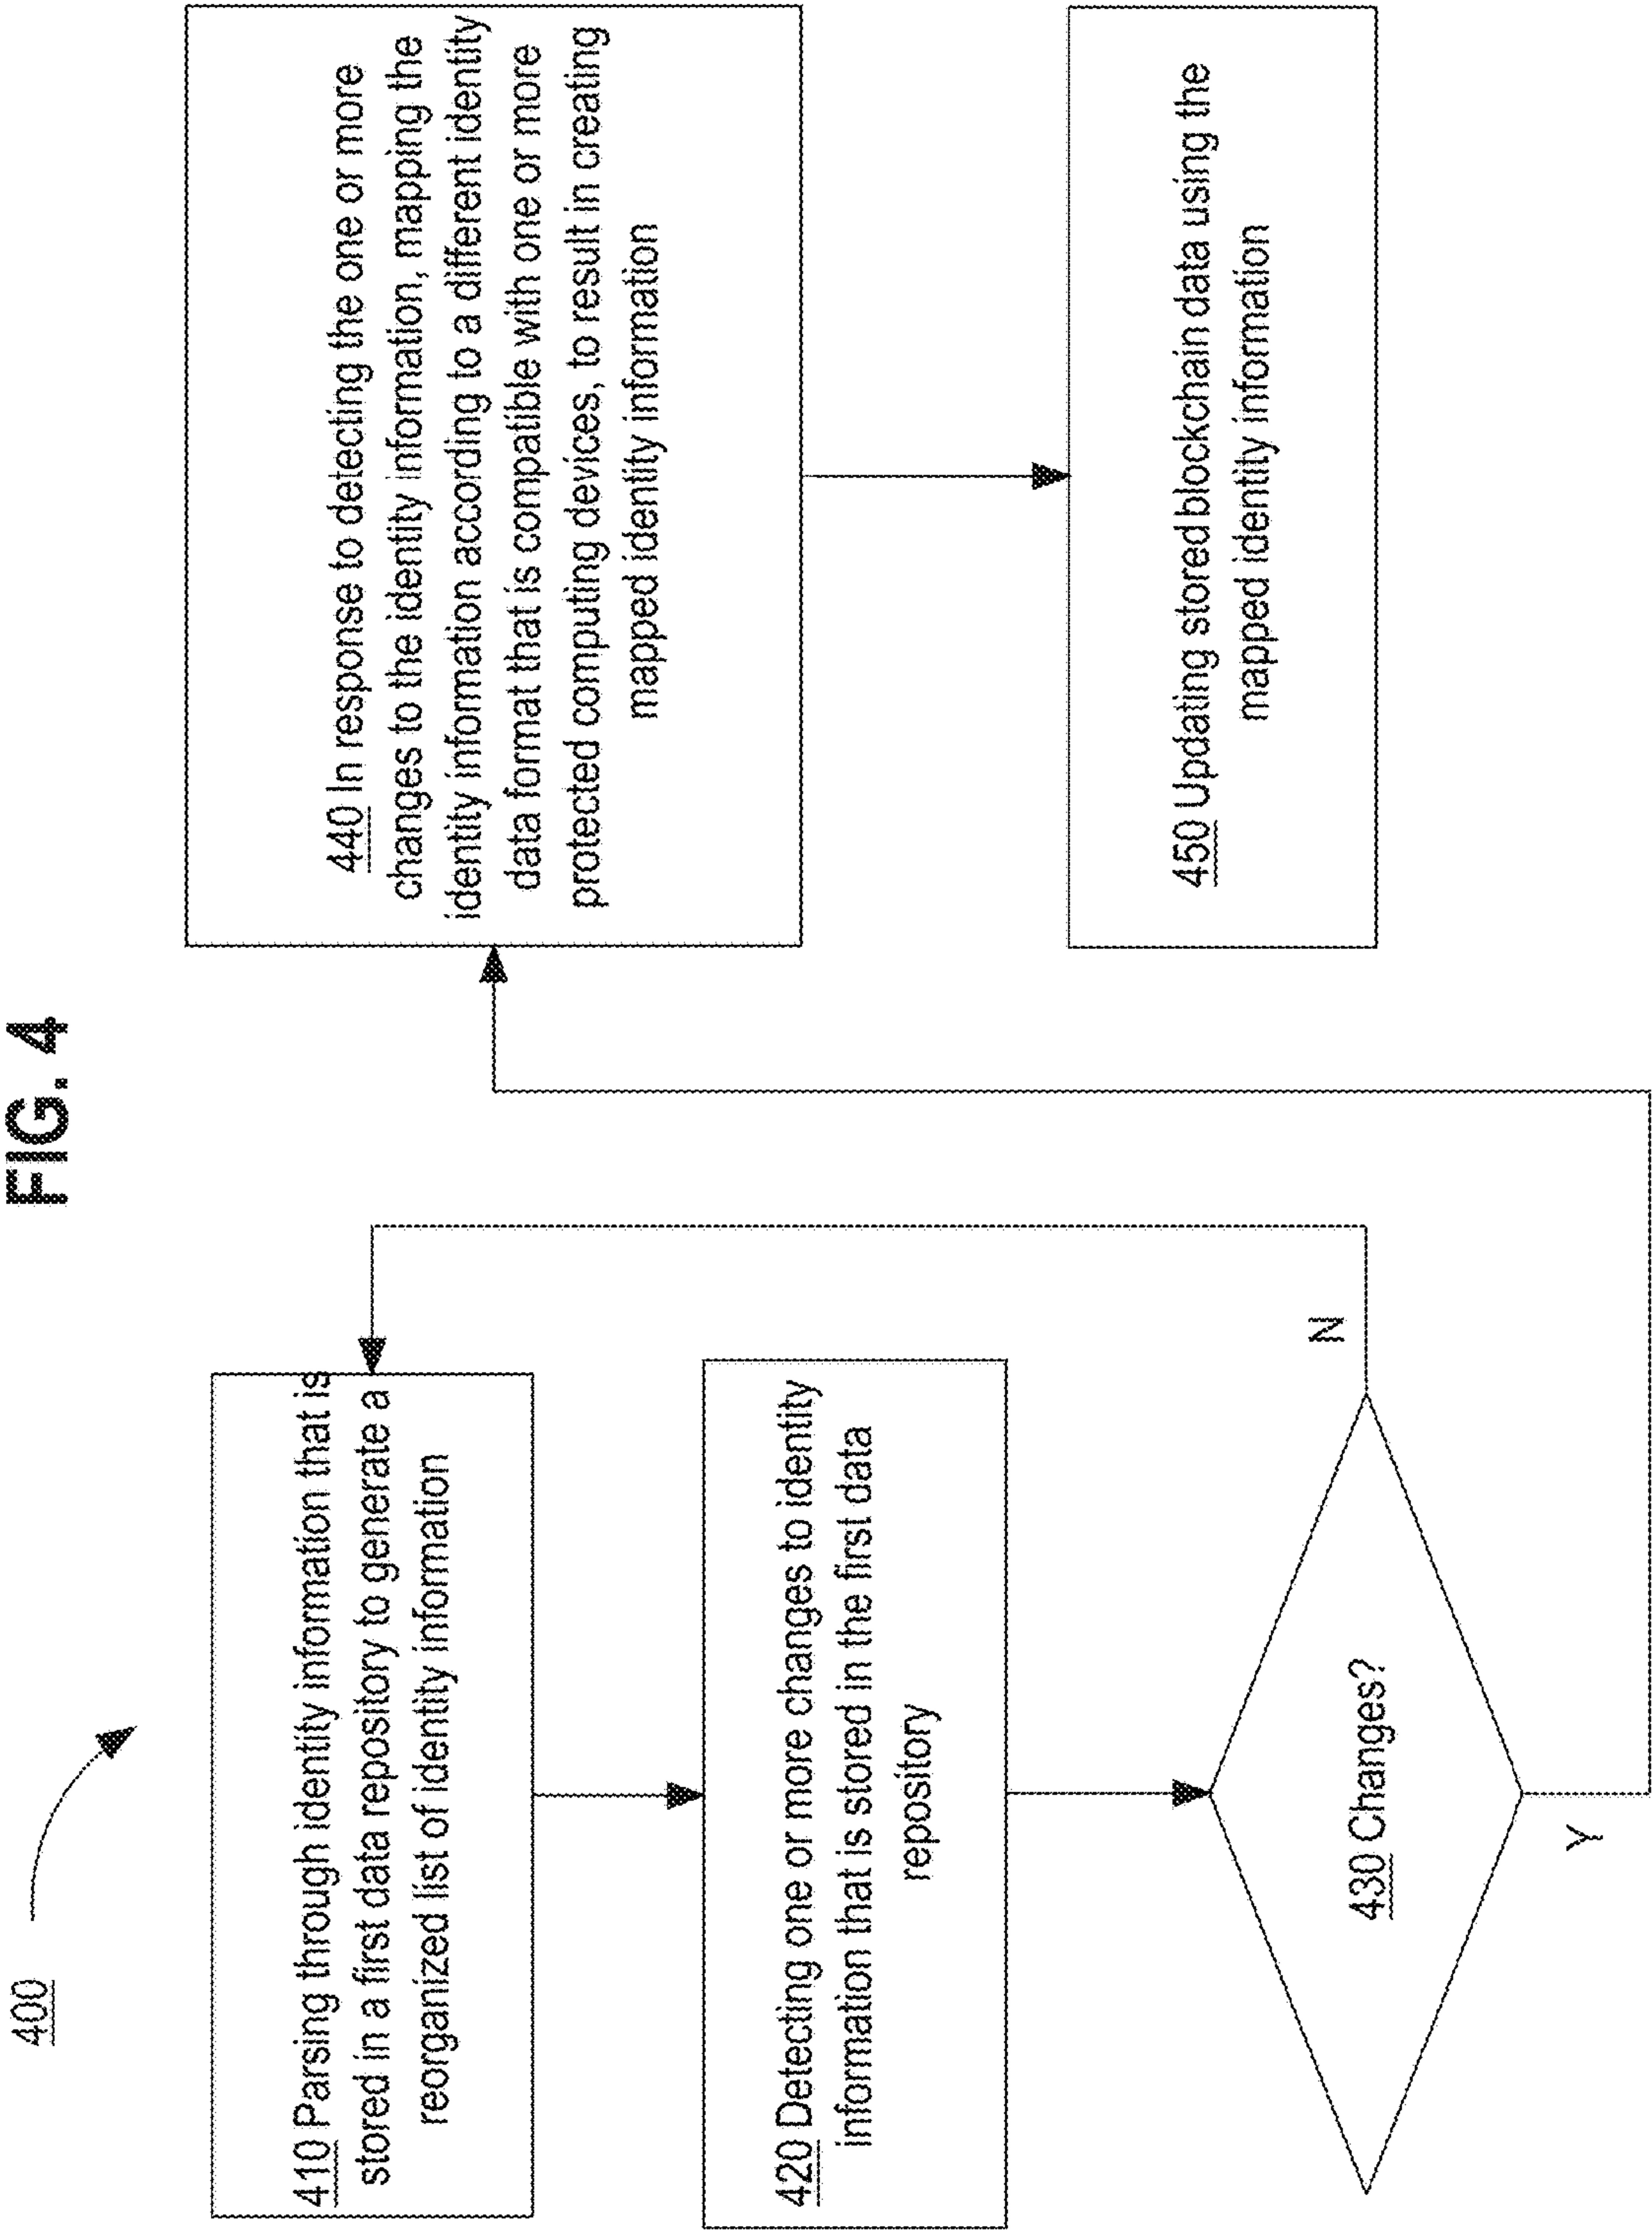 FIG. 4
400
410 Parsing through identity information that is
stored in a first data repository to generate a
reorganized list of identity information
420 Detecting one or more changes to identity
information that is stored in the first data
repository
430 Changes?
N
Y
440 In response to detecting the one or more
changes to the identity information, mapping the
identity information according to a different identity
data format that is compatible with one or more
protected computing devices, to result in creating
mapped identity information
450 Updating stored blockchain data using the
mapped identity information